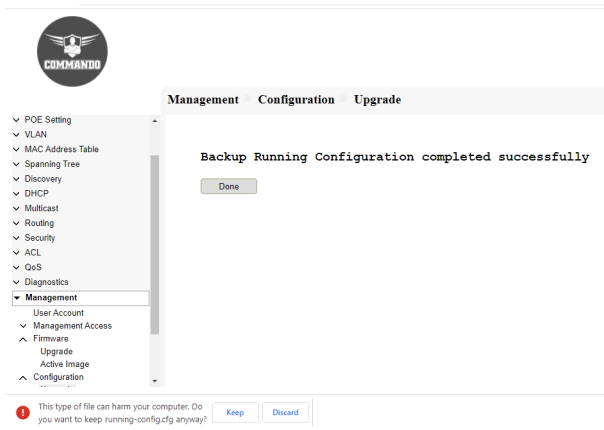 COMMANDO
Management Configuration Upgrade
POE Setting
VLAN
MAC Address Table
Spanning Tree
Discovery
DHCP
Multicast
Routing
Security
ACL
QoS
Diagnostics
Management
User Account
Management Access
Firmware
Upgrade
Active Image
Configuration
Backup Running Configuration completed successfully
Done
This type of file can harm your computer. Do
you want to keep running-config.cfg anyway?
Keep Discard